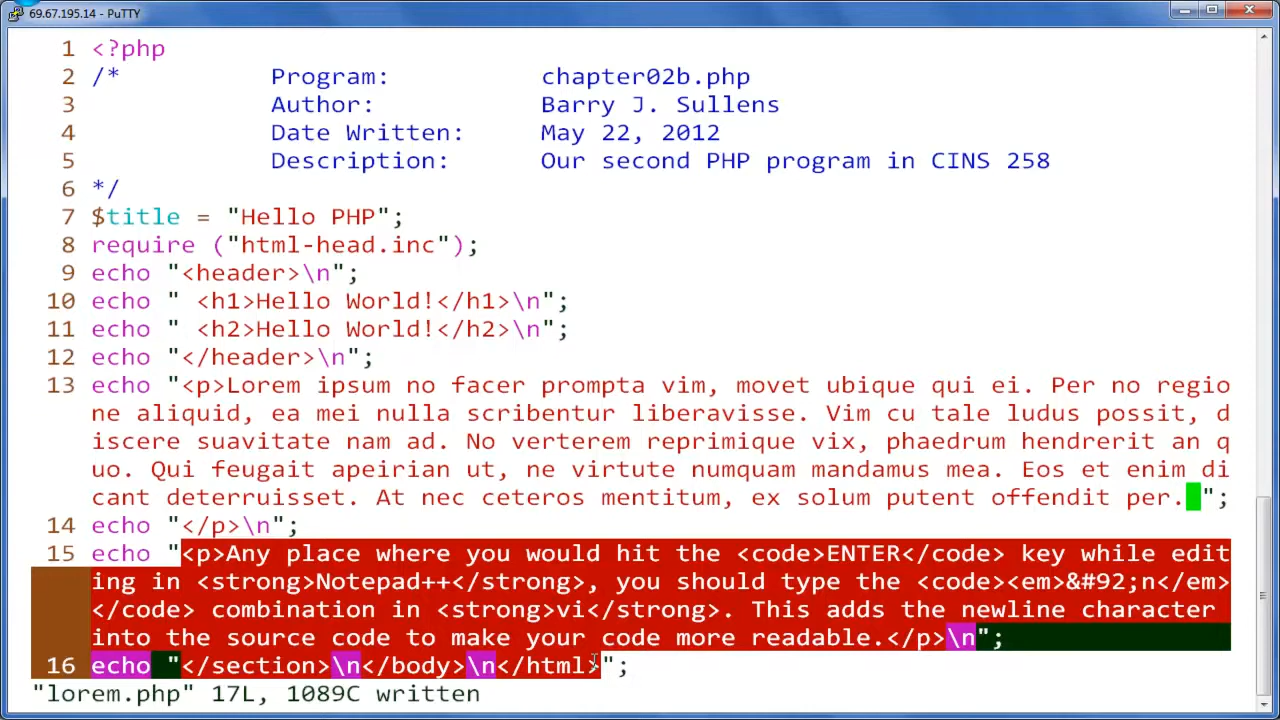 69.67.195.14 - PuTTY
1 <?php
2 /* Program: chapter02b.php
3 Author: Barry J. Sullens
4 Date Written: May 22, 2012
5 Description: Our second PHP program in CINS 258
6 */
7 $title = "Hello PHP";
8 require ("html-head.inc");
9 echo "<header>\n";
10 echo " <h1>Hello World!</h1>\n";
11 echo " <h2>Hello World!</h2>\n";
12 echo "</header>\n";
13 echo "<p>Lorem ipsum no facer prompta vim, movet ubique qui ei. Per no regio
ne aliquid, ea mei nulla scribentur liberavisse. Vim cu tale ludus possit, d
iscere suavitate nam ad. No verterem reprimique vix, phaedrum hendrerit an q
uo. Qui feugait apeirian ut, ne virtute numquam mandamus mea. Eos et enim di
cant deterruisset. At nec ceteros mentitum, ex solum putent offendit per. ";
14 echo "</p>\n";
15 echo "<p>Any place where you would hit the <code>ENTER</code> key while edit
ing in <strong>Notepad++</strong>, you should type the <code><em>&#92;n</em>
</code> combination in <strong>vi</strong>. This adds the newline character
into the source code to make your code more readable.</p>\n";
16 echo "</section>\n</body>\n</html>";
"lorem.php" 17L, 1089C written